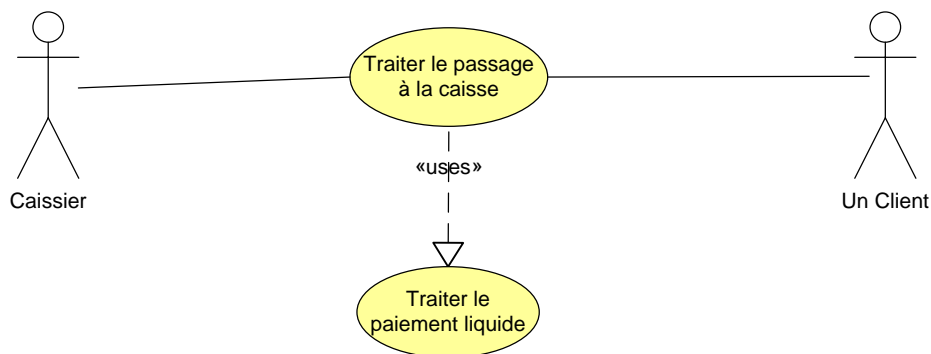 Traiter le passage
à la caisse
«uses»
Caissier
Un Client
Traiter le
paiement liquide